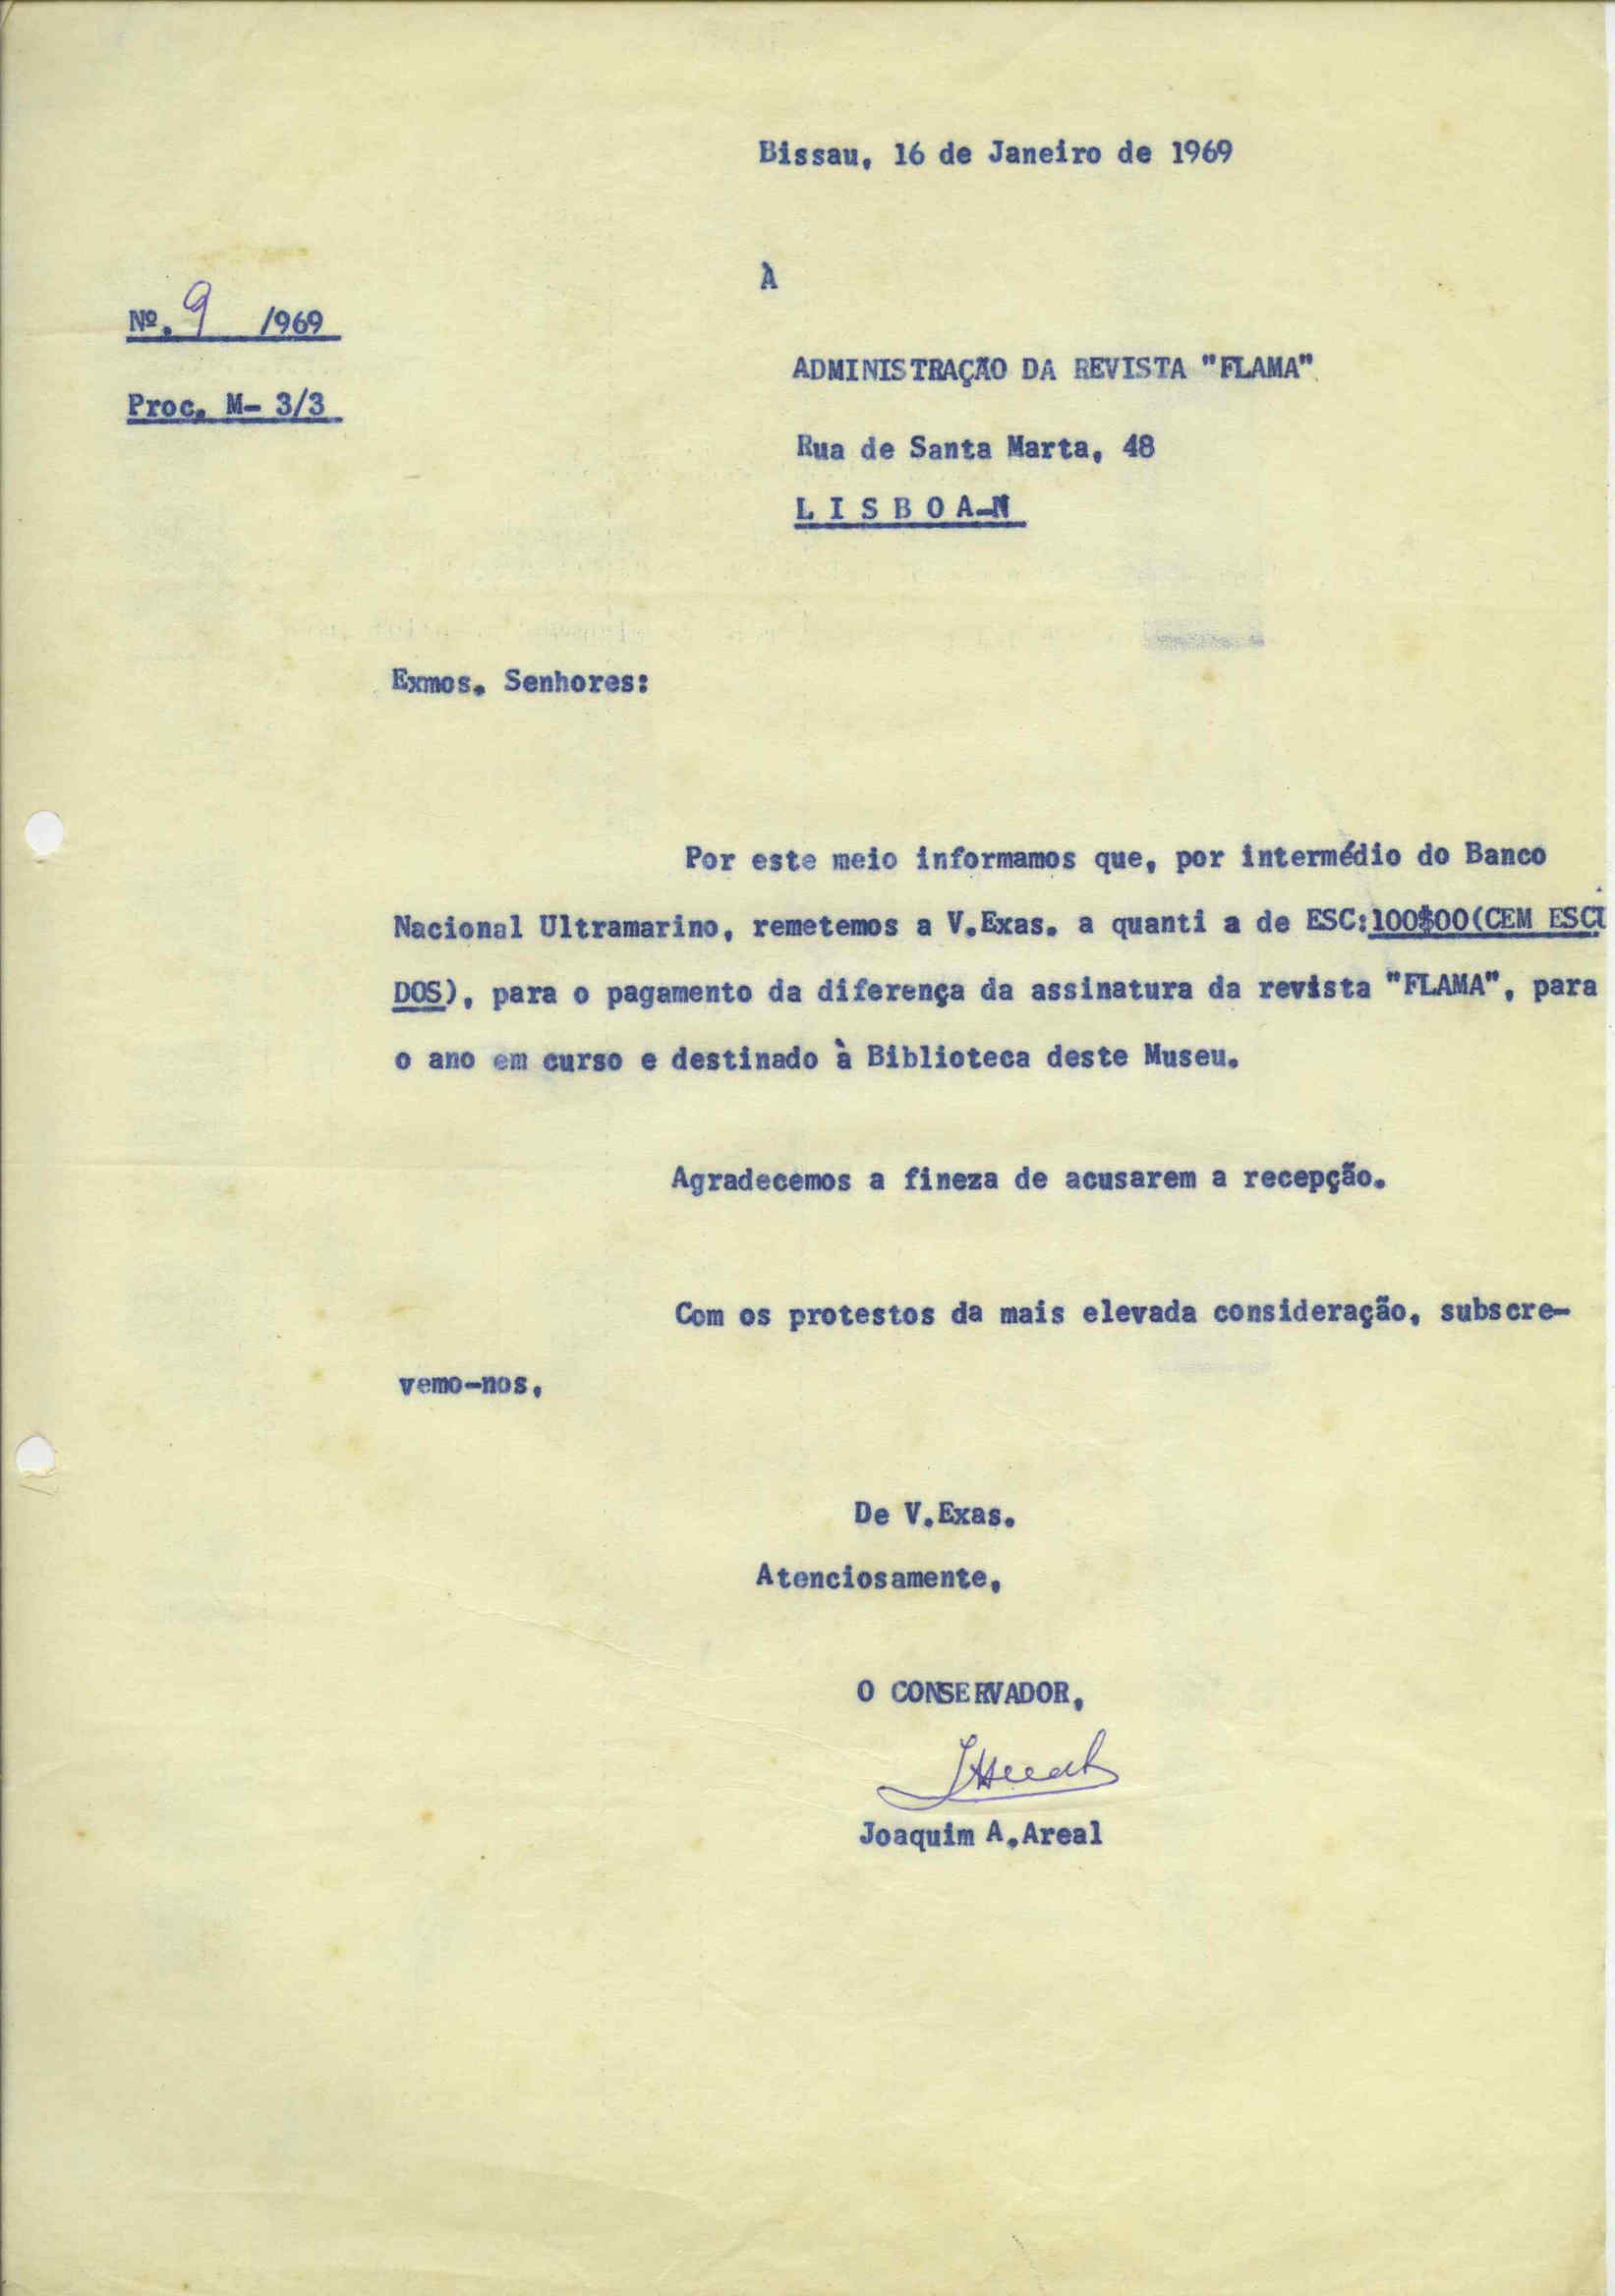 Bissau, 16 de Janeiro de 1969
À
Nº. 9 /969
ADMINISTRAÇÃO DA REVISTA "FLAMA"
Proc. M- 3/3
Rua de Santa Marta, 48
L I S B O A-N
Exmos. Senhores:
Por este meio informamos que, por intermédio do Banco
Nacional Ultramarino, remetemos a V.Exas. a quanti a de ESC:100$00(CEM ESCU
DOS), para o pagamento da diferença da assinatura da revista "FLAMA", para
o ano em curso e destinado à Biblioteca deste Museu.
Agradecemos a fineza de acusarem a recepção.
Com os protestos da mais elevada consideração, subscre-
vemo-nos,
De V.Exas.
Atenciosamente,
O CONSERVADOR,
Joaquim A.Areal